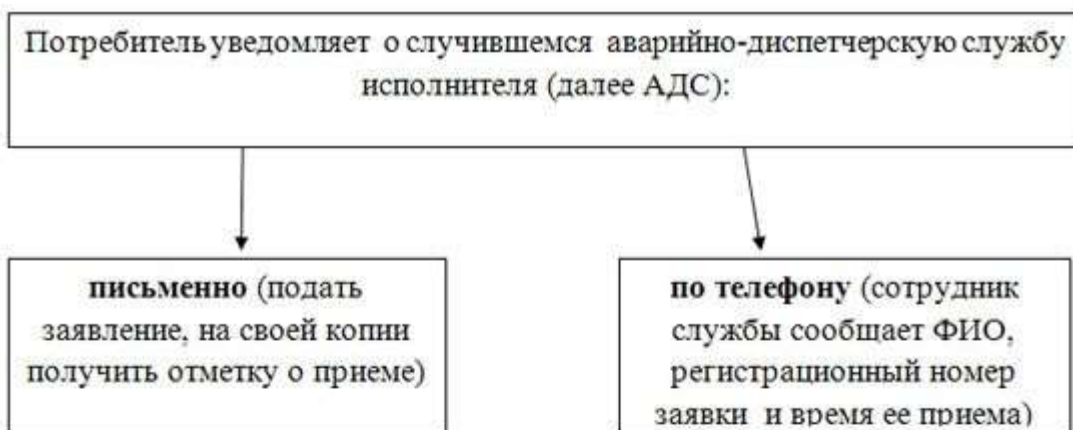 Потребитель уведомляет о случившемся аварийно-диспетчерскую службу
исполнителя (далее АДС):
письменно (подать
заявление, на своей копии
получить отметку о приеме)
по телефону (сотрудник
службы сообщает ФИО,
регистрационный номер
заявки и время ее приема)